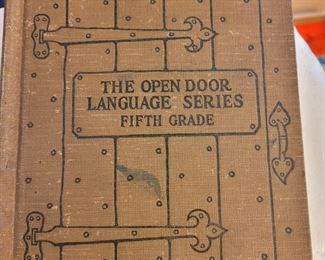 THE OPEN DOOR
LANGUAGE SERIES
FIFTH GRADE